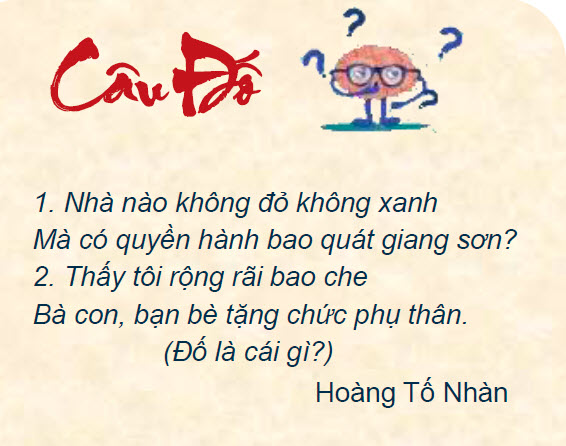 Câu Đố
? ? ? ?
1. Nhà nào không đỏ không xanh
Mà có quyền hành bao quát giang sơn?
2. Thấy tôi rộng rãi bao che
Bà con, bạn bè tặng chức phụ thân.
(Đố là cái gì?)
Hoàng Tố Nhàn